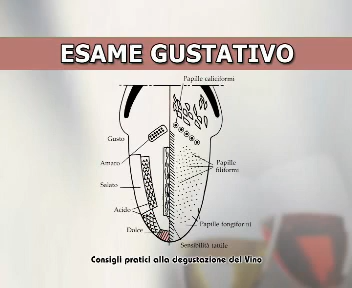 ESAME GUSTATIVO
Papille caliciformi
Gusto
Amaro
Papille
filiformi
Salato
Acido
Papille fongiformi
Dolce
Sensibilità tattile
Consigli pratici alla degustazione del Vino